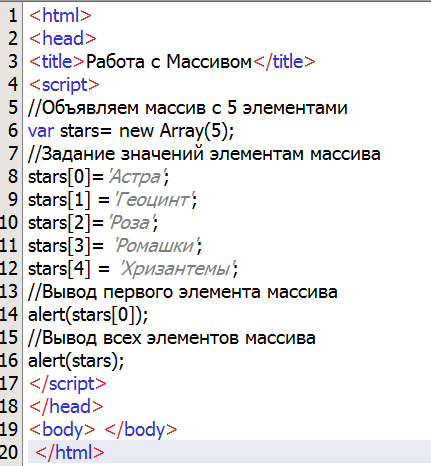 1 <html>
2 <head>
3 <title>Работа с Массивом</title>
4 <script>
5 //Объявляем массив с 5 элементами
6 var stars= new Array(5);
7 //Задание значений элементам массива
8 stars[0]='Астра';
9 stars[1] ='Геоцинт';
10 stars[2]='Роза';
11 stars[3]= 'Ромашки';
12 stars[4] = 'Хризантемы';
13 //Вывод первого элемента массива
14 alert(stars[0]);
15 //Вывод всех элементов массива
16 alert(stars);
17 </script>
18 </head>
19 <body> </body>
20 </html>